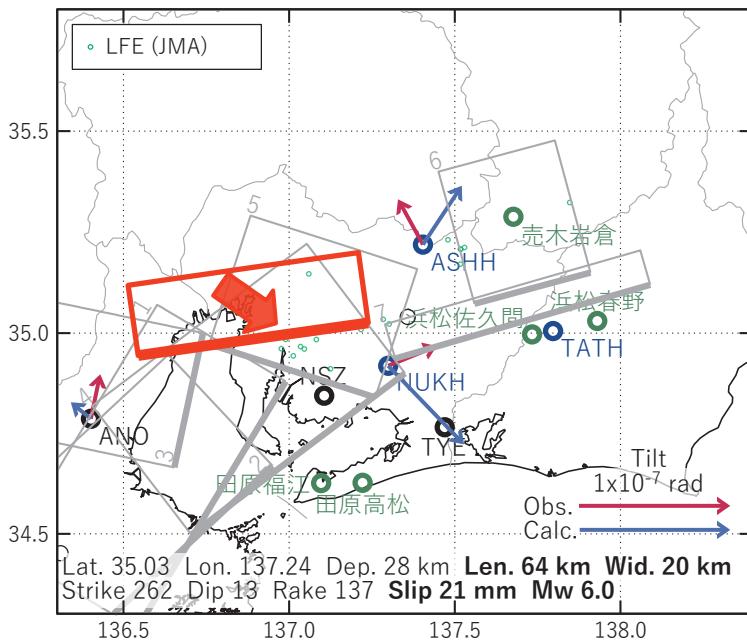 LFE (JMA)
35.5
6
売木岩倉
ASHH
5
浜松佐久間
浜松春野
35.0
7
TATH
NUKH
NSZ
4
ANO
TYE
3
2
Tilt
1x10⁻⁷ rad
田原福江
田原高松
Obs.
Calc.
34.5
Lat. 35.03 Lon. 137.24 Dep. 28 km Len. 64 km Wid. 20 km
Strike 262 Dip 13 Rake 137 Slip 21 mm Mw 6.0
136.5 137.0 137.5 138.0